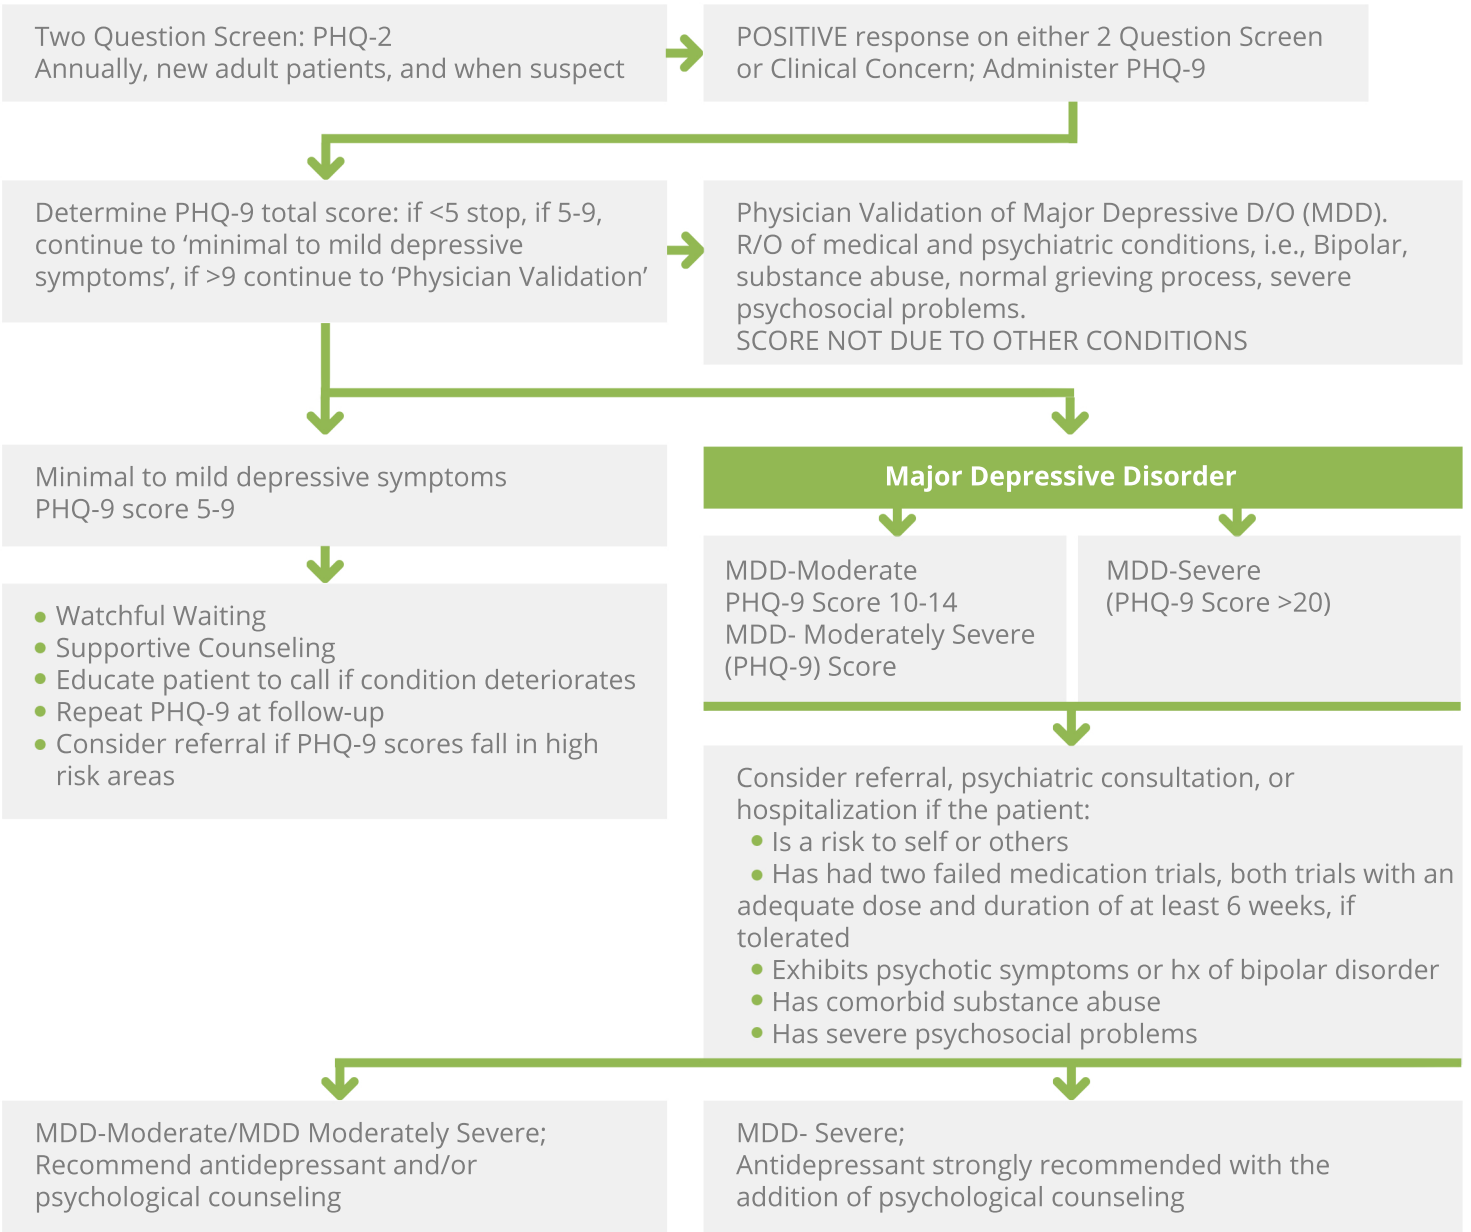 Two Question Screen: PHQ-2
Annually, new adult patients, and when suspect
POSITIVE response on either 2 Question Screen
or Clinical Concern; Administer PHQ-9
Determine PHQ-9 total score: if <5 stop, if 5-9,
continue to ‘minimal to mild depressive
symptoms’, if >9 continue to ‘Physician Validation’
Physician Validation of Major Depressive D/O (MDD).
R/O of medical and psychiatric conditions, i.e., Bipolar,
substance abuse, normal grieving process, severe
psychosocial problems.
SCORE NOT DUE TO OTHER CONDITIONS
Minimal to mild depressive symptoms
PHQ-9 score 5-9
• Watchful Waiting
• Supportive Counseling
• Educate patient to call if condition deteriorates
• Repeat PHQ-9 at follow-up
• Consider referral if PHQ-9 scores fall in high
risk areas
Major Depressive Disorder
MDD-Moderate
PHQ-9 Score 10-14
MDD- Moderately Severe
(PHQ-9) Score
MDD-Severe
(PHQ-9 Score >20)
Consider referral, psychiatric consultation, or
hospitalization if the patient:
• Is a risk to self or others
• Has had two failed medication trials, both trials with an
adequate dose and duration of at least 6 weeks, if
tolerated
• Exhibits psychotic symptoms or hx of bipolar disorder
• Has comorbid substance abuse
• Has severe psychosocial problems
MDD-Moderate/MDD Moderately Severe;
Recommend antidepressant and/or
psychological counseling
MDD- Severe;
Antidepressant strongly recommended with the
addition of psychological counseling